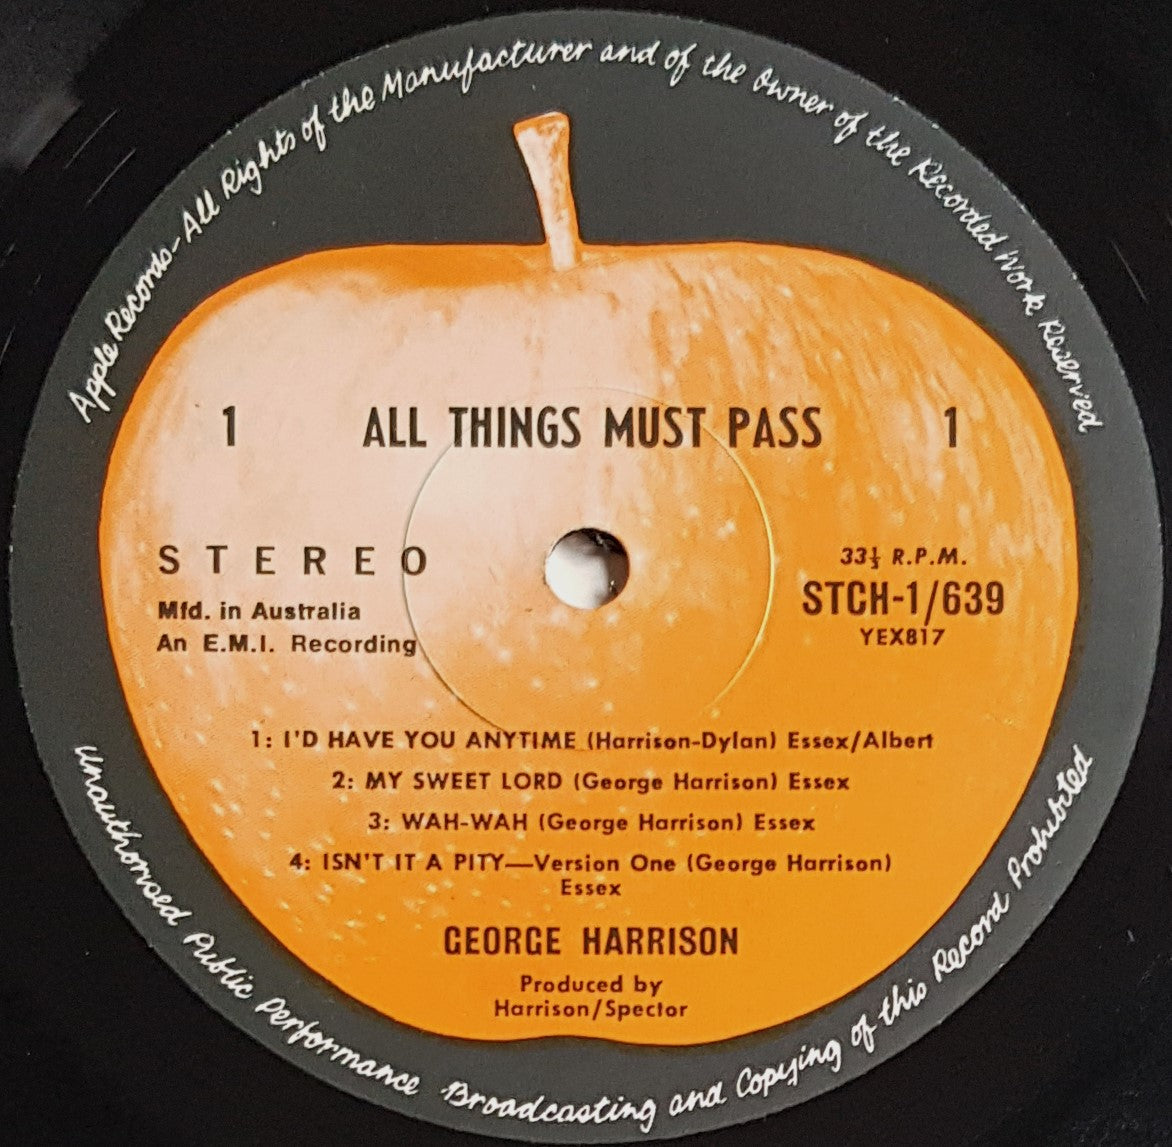 Apple Records-All Rights of the Manufacturer and of the Owner of the Recorded Work Reserved
1 ALL THINGS MUST PASS 1
STEREO
Mfd. in Australia
An E.M.I. Recording
33⅓ R.P.M.
STCH-1/639
YEX817
1: I'D HAVE YOU ANYTIME (Harrison-Dylan) Essex/Albert
2: MY SWEET LORD (George Harrison) Essex
3: WAH-WAH (George Harrison) Essex
4: ISN'T IT A PITY—Version One (George Harrison)
Essex
GEORGE HARRISON
Produced by
Harrison/Spector
Unauthorised Public Performance Broadcasting and Copying of this Record Prohibited